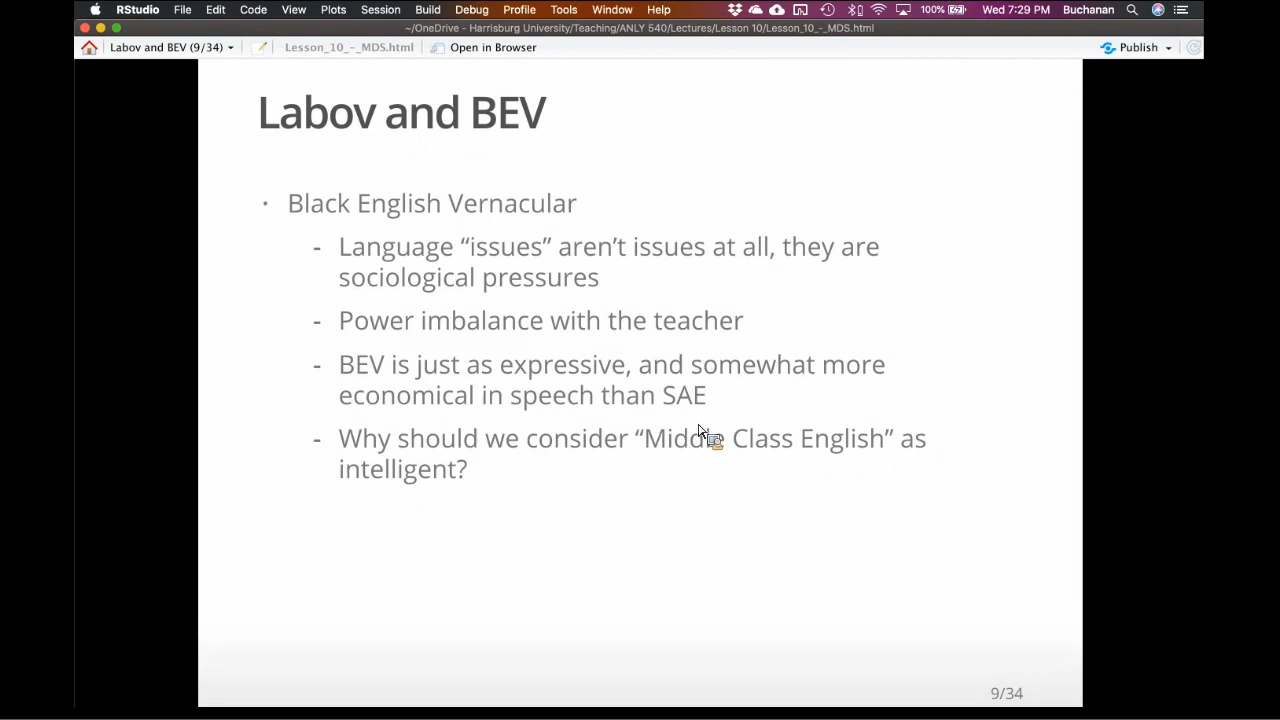 RStudio File Edit Code View Plots Session Build Debug Profile Tools Window Help 100% Wed 7:29 PM Buchanan
~/OneDrive - Harrisburg University/Teaching/ANLY 540/Lectures/Lesson 10/Lesson_10_-_MDS.html
Labov and BEV (9/34) Lesson_10_-_MDS.html Open in Browser Publish
Labov and BEV
· Black English Vernacular
- Language “issues” aren’t issues at all, they are
sociological pressures
- Power imbalance with the teacher
- BEV is just as expressive, and somewhat more
economical in speech than SAE
- Why should we consider “Middle Class English” as
intelligent?
9/34